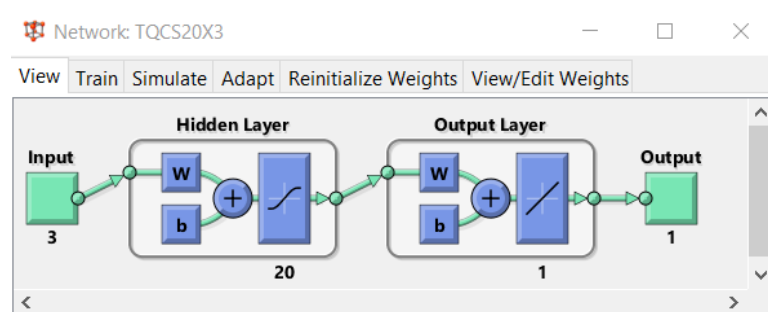 Network: TQCS20X3
View Train Simulate Adapt Reinitialize Weights View/Edit Weights
Hidden Layer Output Layer
Input Output
W W
b b
3 1
20 1